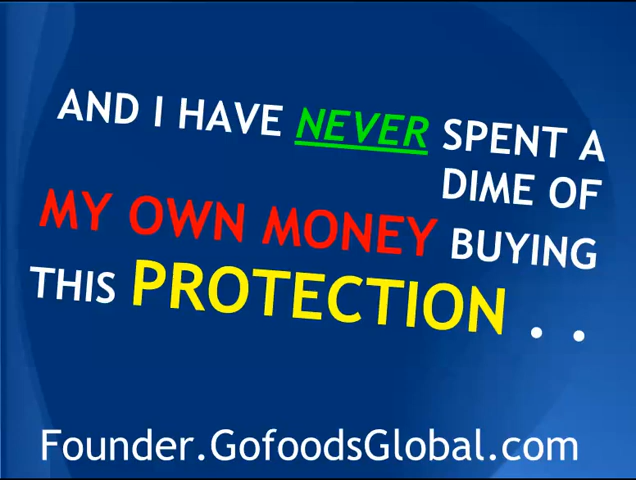 AND I HAVE NEVER SPENT A
DIME OF
MY OWN MONEY BUYING
THIS PROTECTION . .
Founder.GofoodsGlobal.com